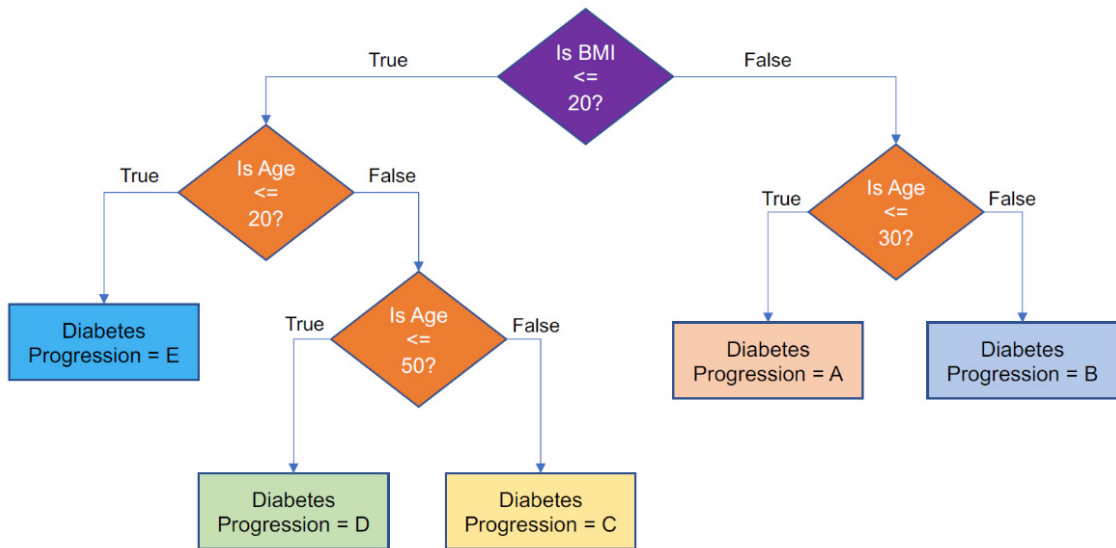 Is BMI
<=
20?
True
False
Is Age
<=
20?
True
False
Is Age
<=
30?
True
False
Is Age
<=
50?
True
False
Diabetes
Progression = E
Diabetes
Progression = A
Diabetes
Progression = B
Diabetes
Progression = D
Diabetes
Progression = C